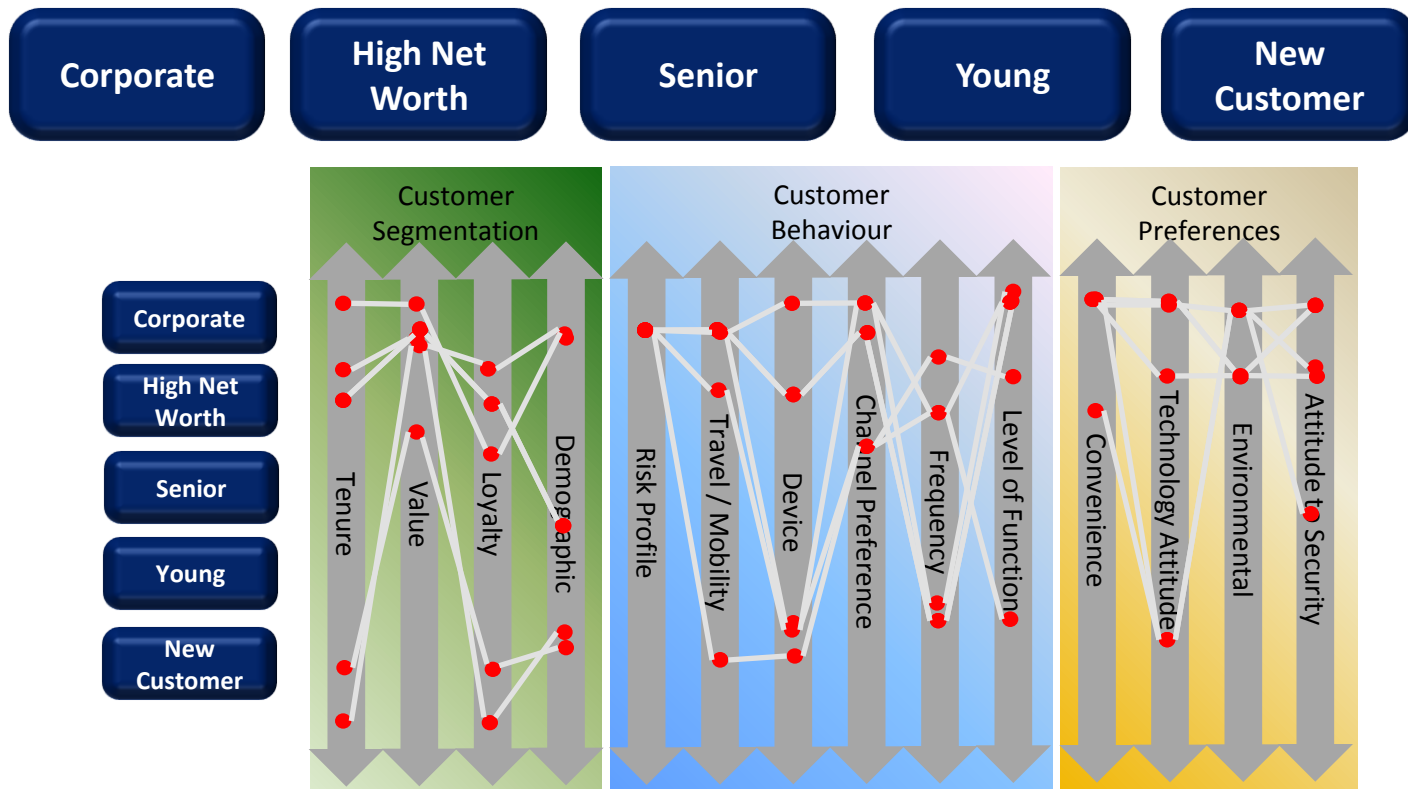 Corporate
High Net
Worth
Senior
Young
New
Customer
Customer
Segmentation
Customer
Behaviour
Customer
Preferences
Corporate
High Net
Worth
Senior
Young
New
Customer
Tenure
Value
Loyalty
Demographic
Risk Profile
Travel / Mobility
Device
Channel Preference
Frequency
Level of Function
Convenience
Technology Attitude
Environmental
Attitude to Security